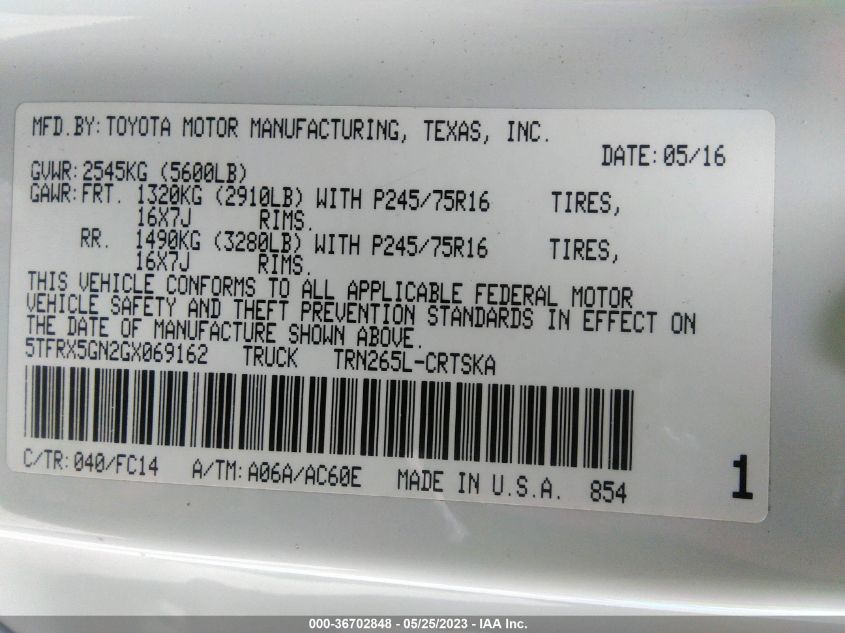 MFD.BY: TOYOTA MOTOR MANUFACTURING, TEXAS, INC.
DATE: 05/16
GVWR: 2545KG (5600LB)
GAWR: FRT. 1320KG (2910LB) WITH P245/75R16 TIRES,
16X7J RIMS.
RR. 1490KG (3280LB) WITH P245/75R16 TIRES,
16X7J RIMS.
THIS VEHICLE CONFORMS TO ALL APPLICABLE FEDERAL MOTOR
VEHICLE SAFETY AND THEFT PREVENTION STANDARDS IN EFFECT ON
THE DATE OF MANUFACTURE SHOWN ABOVE.
5TFRX5GN2GX069162 TRUCK TRN265L-CRTSKA
C/TR: 040/FC14 A/TM: A06A/AC60E MADE IN U.S.A. 854 1
000-36702848 - 05/25/2023 - IAA Inc.